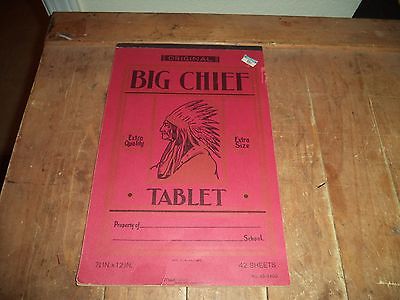 ORIGINAL
BIG CHIEF
Extra Quality
Extra Size
· TABLET ·
Property of
School.
42 SHEETS